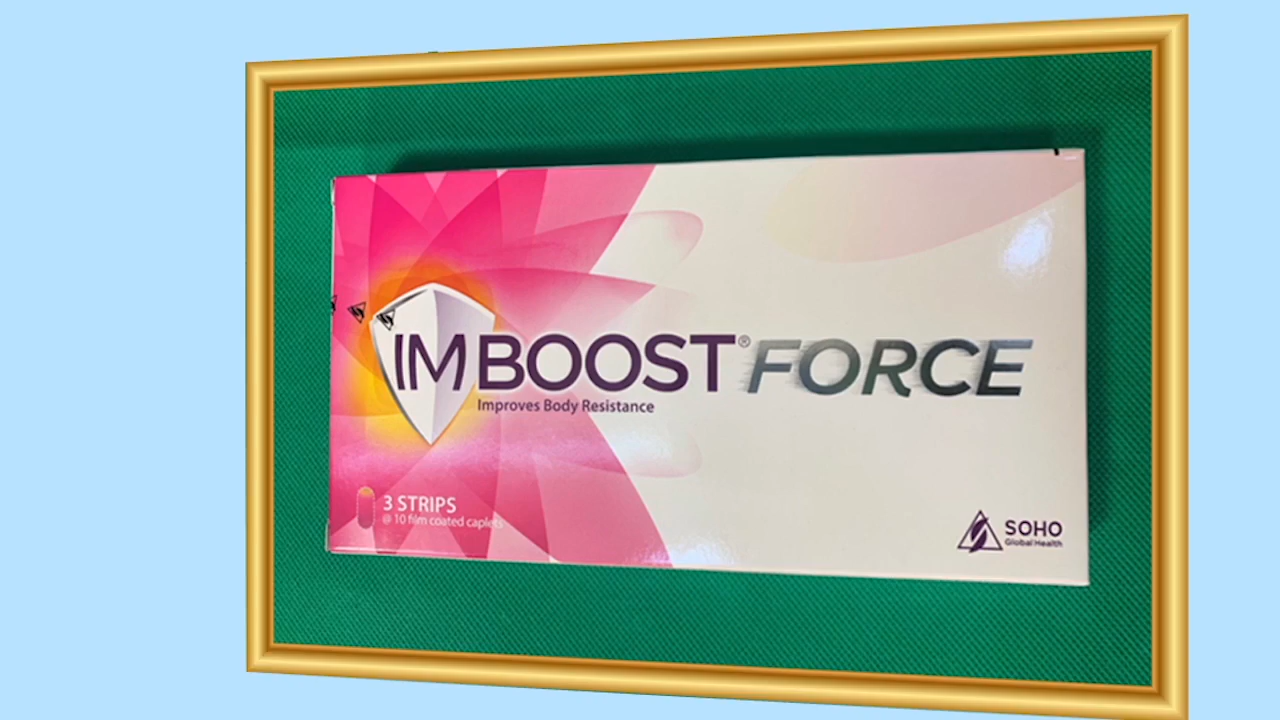 IMBOOST® FORCE
Improves Body Resistance
3 STRIPS
@ 10 film coated caplets
SOHO
Global Health